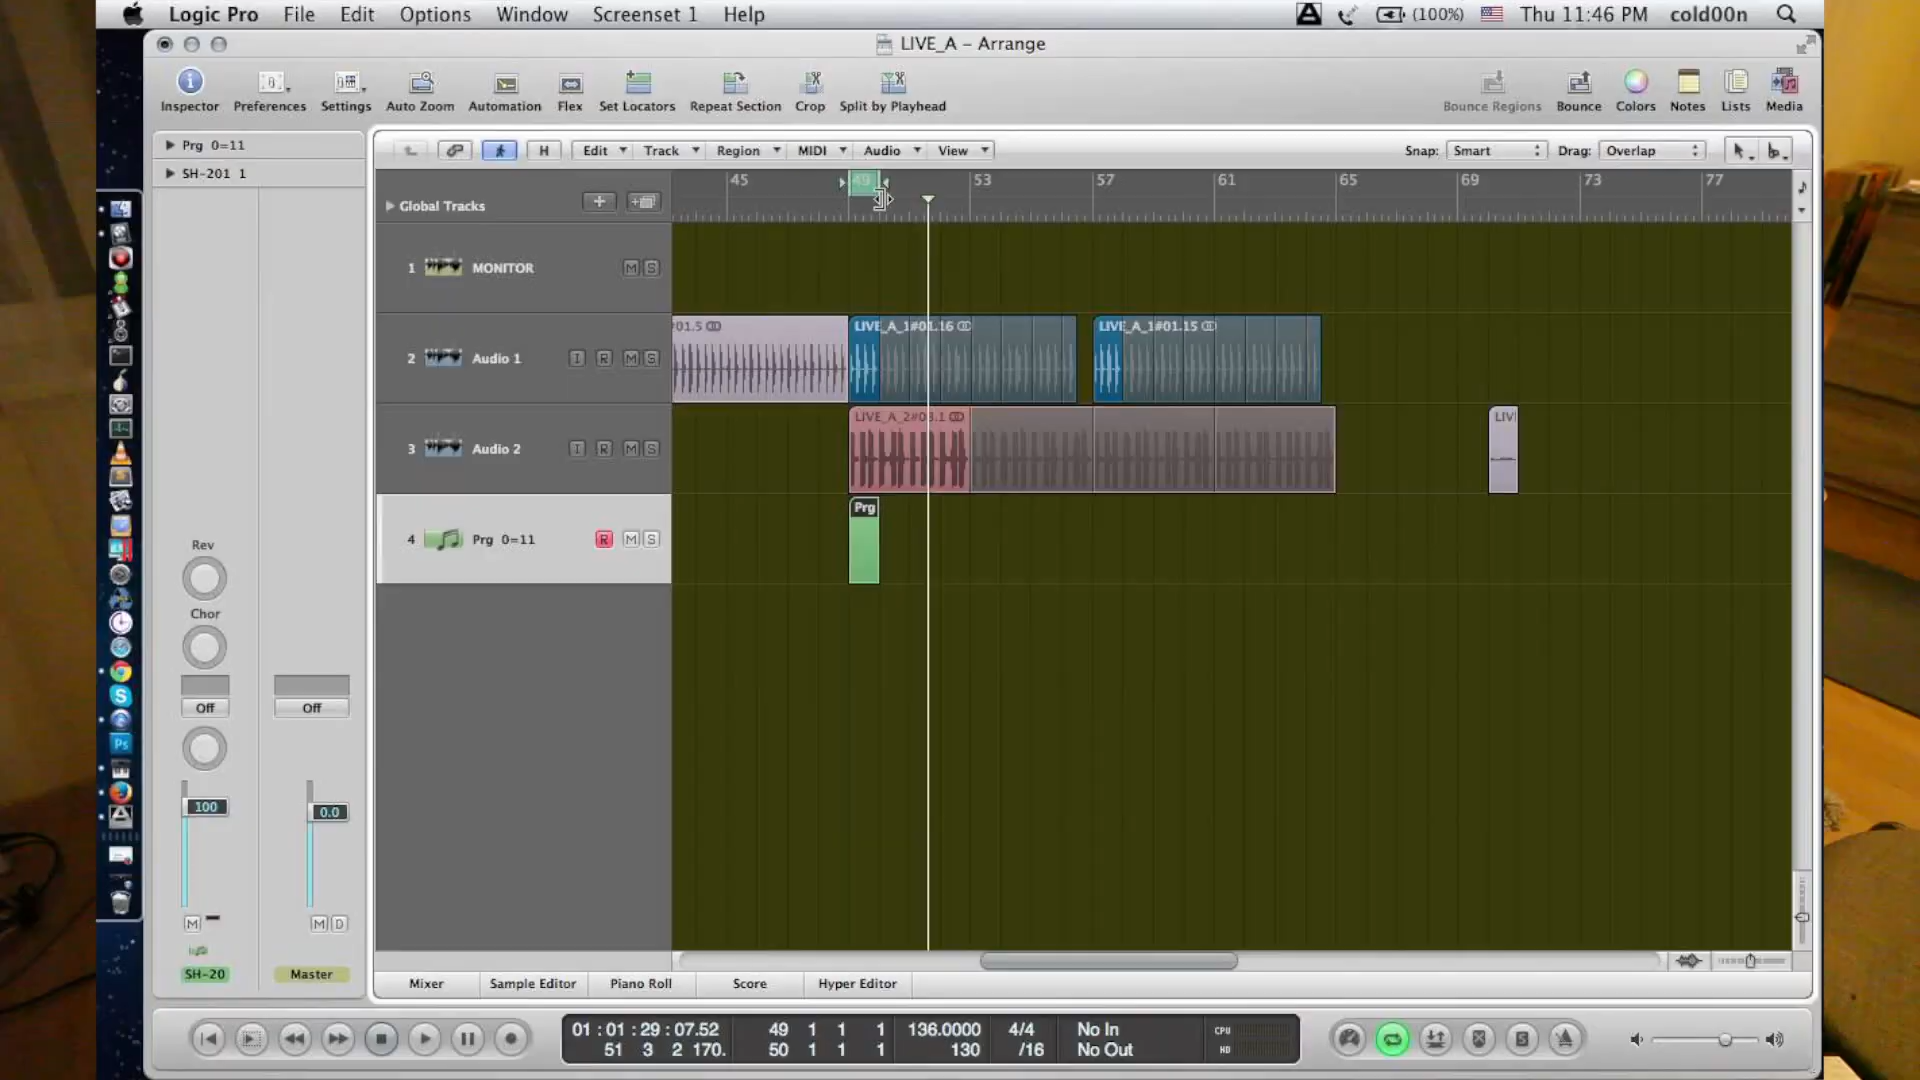 Logic Pro File Edit Options Window Screenset 1 Help (100%) Thu 11:46 PM cold00n
LIVE_A – Arrange
Inspector Preferences Settings Auto Zoom Automation Flex Set Locators Repeat Section Crop Split by Playhead Bounce Regions Bounce Colors Notes Lists Media
Prg 0=11
SH-201 1
H Edit Track Region MIDI Audio View Snap: Smart Drag: Overlap
45 49 53 57 61 65 69 73 77
Global Tracks
1 MONITOR M S
2 Audio 1 I R M S
#01.5 LIVE_A_1#01.16 LIVE_A_1#01.15
3 Audio 2 I R M S
LIVE_A_2#03.1 LIV
4 Prg 0=11 R M S
Prg
Rev
Chor
Off Off
100 0.0
M M D
SH-20 Master
Mixer Sample Editor Piano Roll Score Hyper Editor
01:01:29:07.52 49 1 1 1 136.0000 4/4 No In CPU
51 3 2 170. 50 1 1 1 130 /16 No Out HD